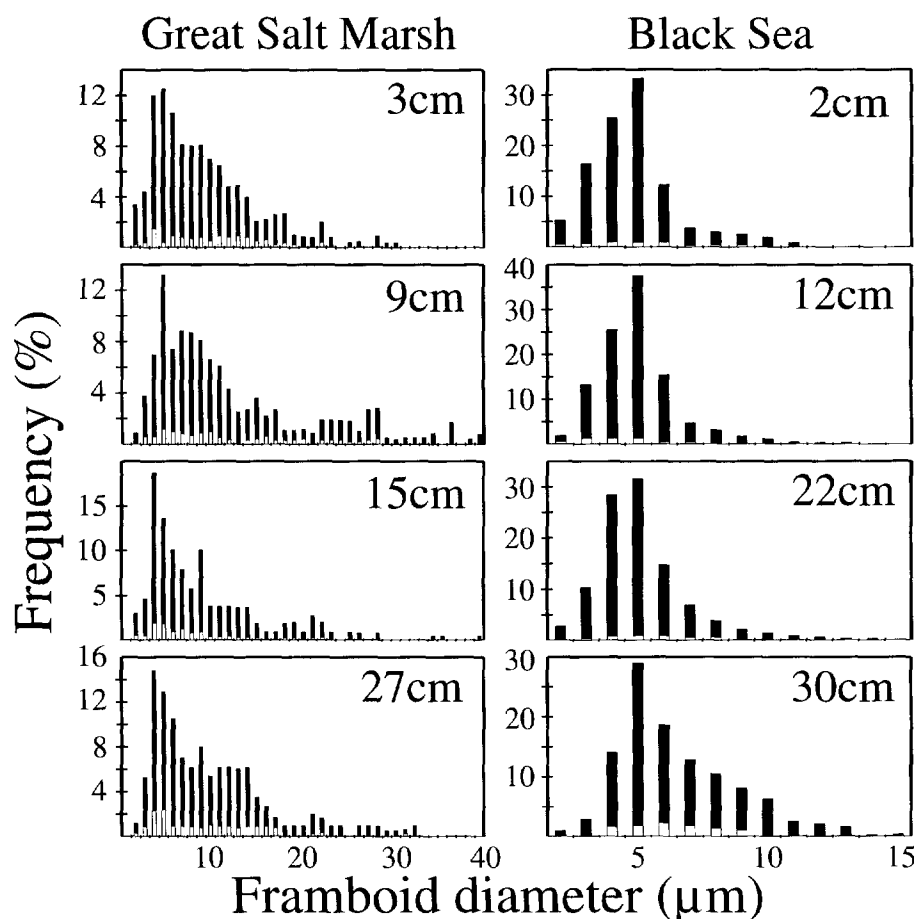 Great Salt Marsh
Black Sea
Frequency (%)
12
8
4
3cm
30
20
10
2cm
12
8
4
9cm
40
30
20
10
12cm
15
10
5
15cm
30
20
10
22cm
16
12
8
4
27cm
10 20 30 40
30
20
10
30cm
5 10 15
Framboid diameter (µm)